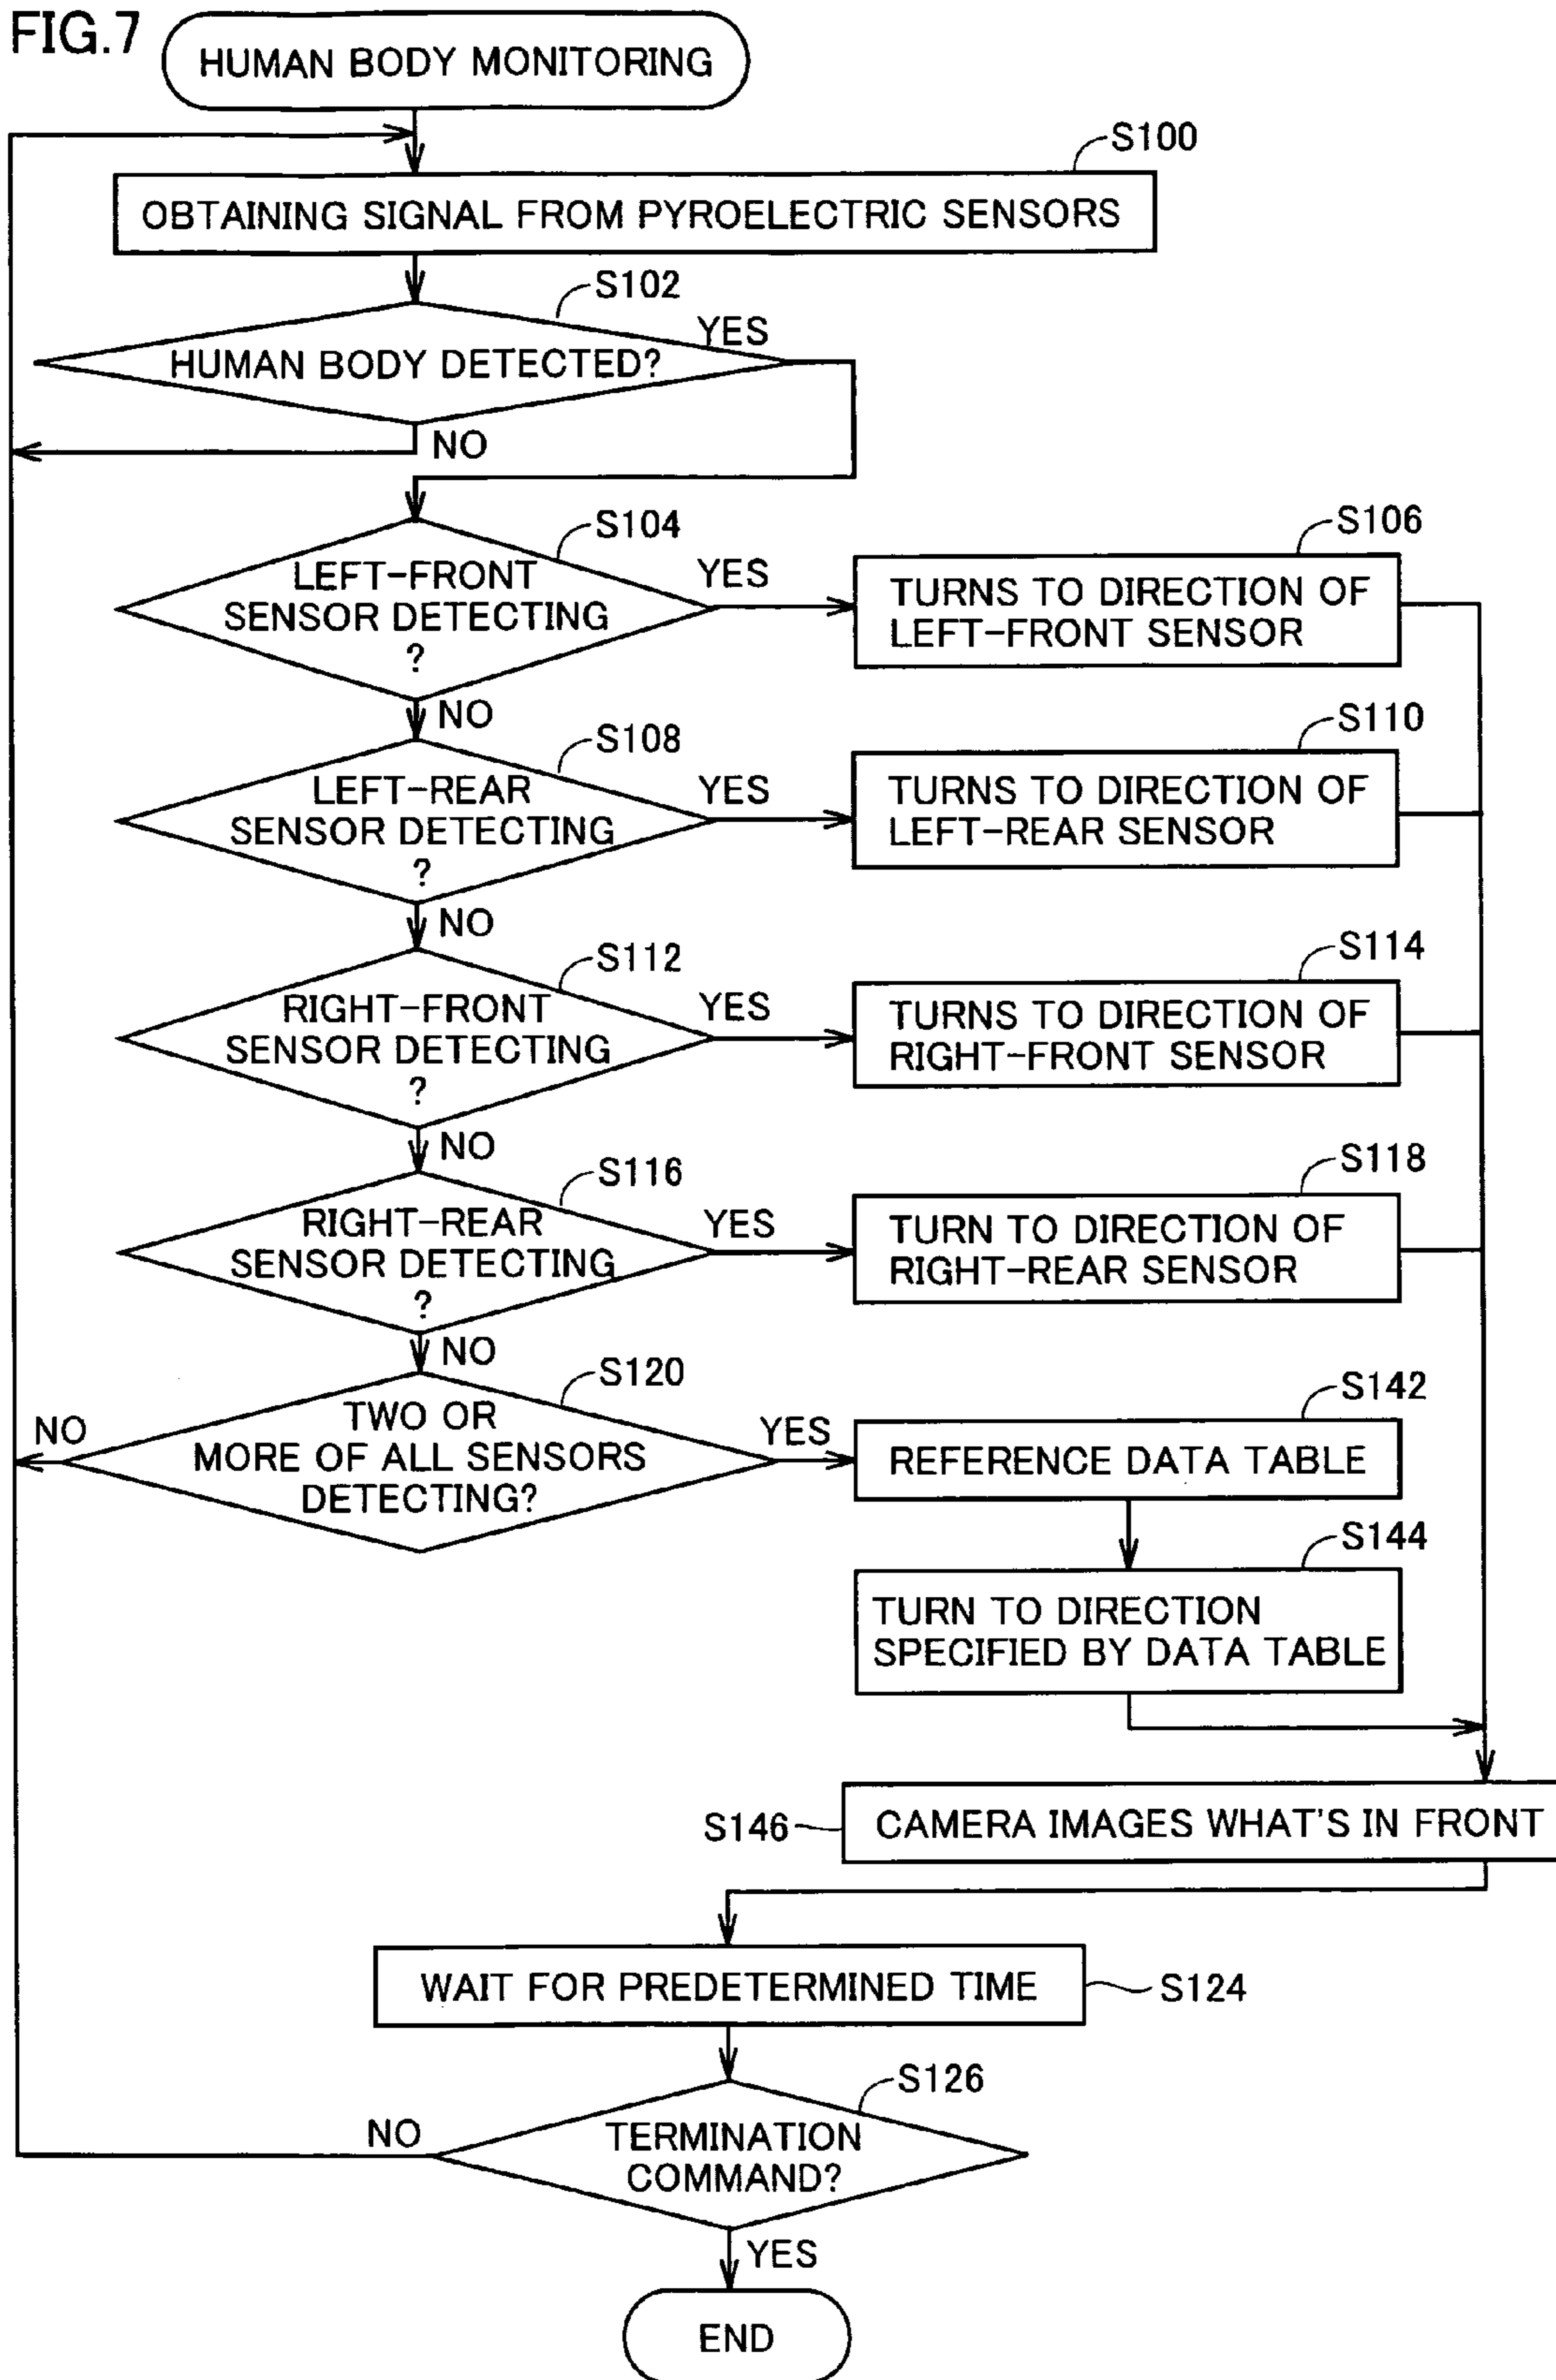 FIG.7
HUMAN BODY MONITORING
S100
OBTAINING SIGNAL FROM PYROELECTRIC SENSORS
S102
YES
HUMAN BODY DETECTED?
NO
S104
LEFT-FRONT
SENSOR DETECTING
?
YES
S106
TURNS TO DIRECTION OF
LEFT-FRONT SENSOR
NO
S108
LEFT-REAR
SENSOR DETECTING
?
YES
S110
TURNS TO DIRECTION OF
LEFT-REAR SENSOR
NO
S112
RIGHT-FRONT
SENSOR DETECTING
?
YES
S114
TURNS TO DIRECTION OF
RIGHT-FRONT SENSOR
NO
S116
RIGHT-REAR
SENSOR DETECTING
?
YES
S118
TURN TO DIRECTION OF
RIGHT-REAR SENSOR
NO
S120
NO
TWO OR
MORE OF ALL SENSORS
DETECTING?
YES
S142
REFERENCE DATA TABLE
S144
TURN TO DIRECTION
SPECIFIED BY DATA TABLE
S146
CAMERA IMAGES WHAT'S IN FRONT
WAIT FOR PREDETERMINED TIME
S124
S126
NO
TERMINATION
COMMAND?
YES
END